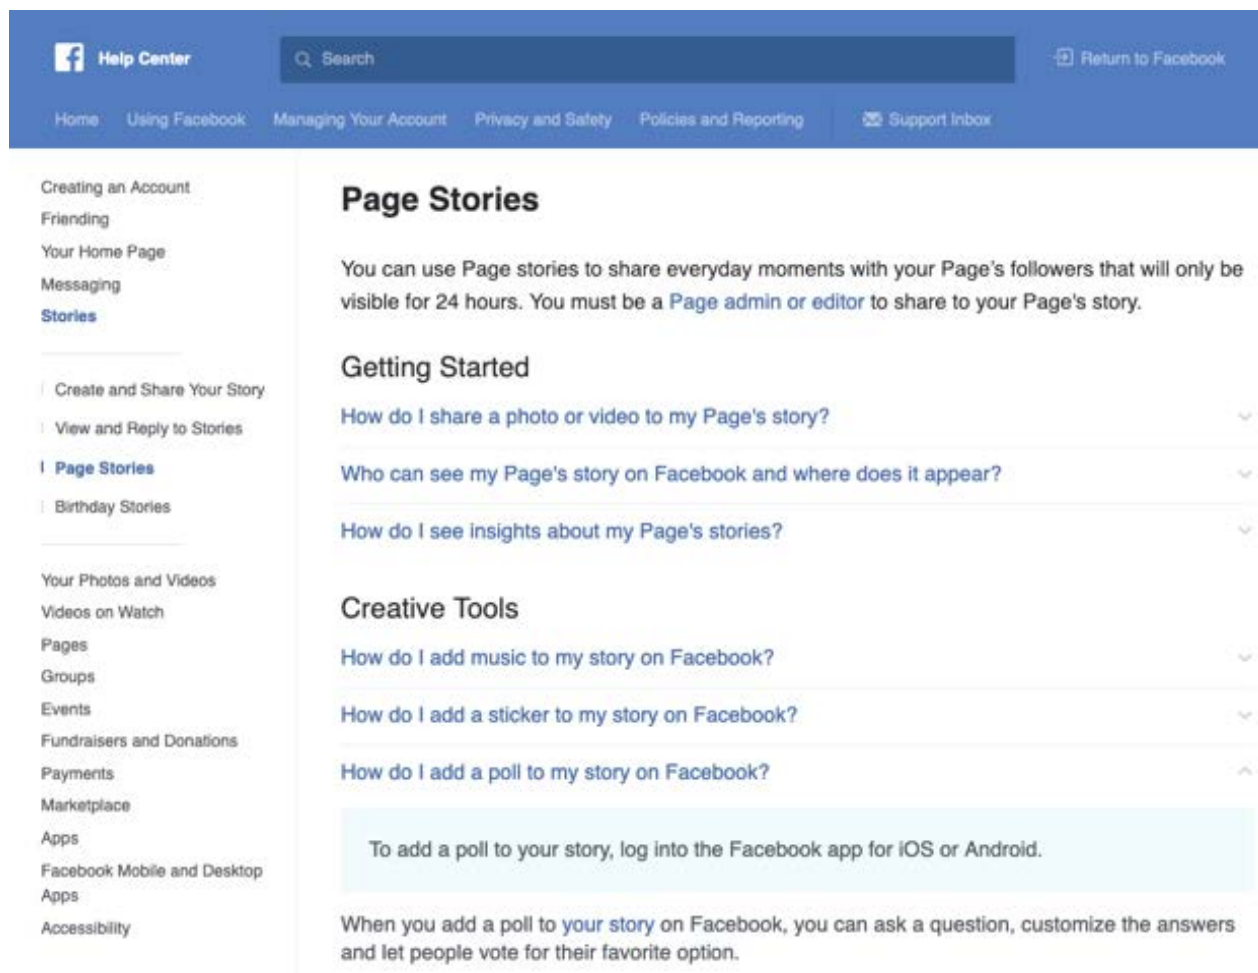 Help Center
Search
Return to Facebook
Home
Using Facebook
Managing Your Account
Privacy and Safety
Policies and Reporting
Support Inbox
Creating an Account
Friending
Your Home Page
Messaging
Stories
Create and Share Your Story
View and Reply to Stories
Page Stories
Birthday Stories
Your Photos and Videos
Videos on Watch
Pages
Groups
Events
Fundraisers and Donations
Payments
Marketplace
Apps
Facebook Mobile and Desktop
Apps
Accessibility
Page Stories
You can use Page stories to share everyday moments with your Page's followers that will only be
visible for 24 hours. You must be a Page admin or editor to share to your Page's story.
Getting Started
How do I share a photo or video to my Page's story?
Who can see my Page's story on Facebook and where does it appear?
How do I see insights about my Page's stories?
Creative Tools
How do I add music to my story on Facebook?
How do I add a sticker to my story on Facebook?
How do I add a poll to my story on Facebook?
To add a poll to your story, log into the Facebook app for iOS or Android.
When you add a poll to your story on Facebook, you can ask a question, customize the answers
and let people vote for their favorite option.